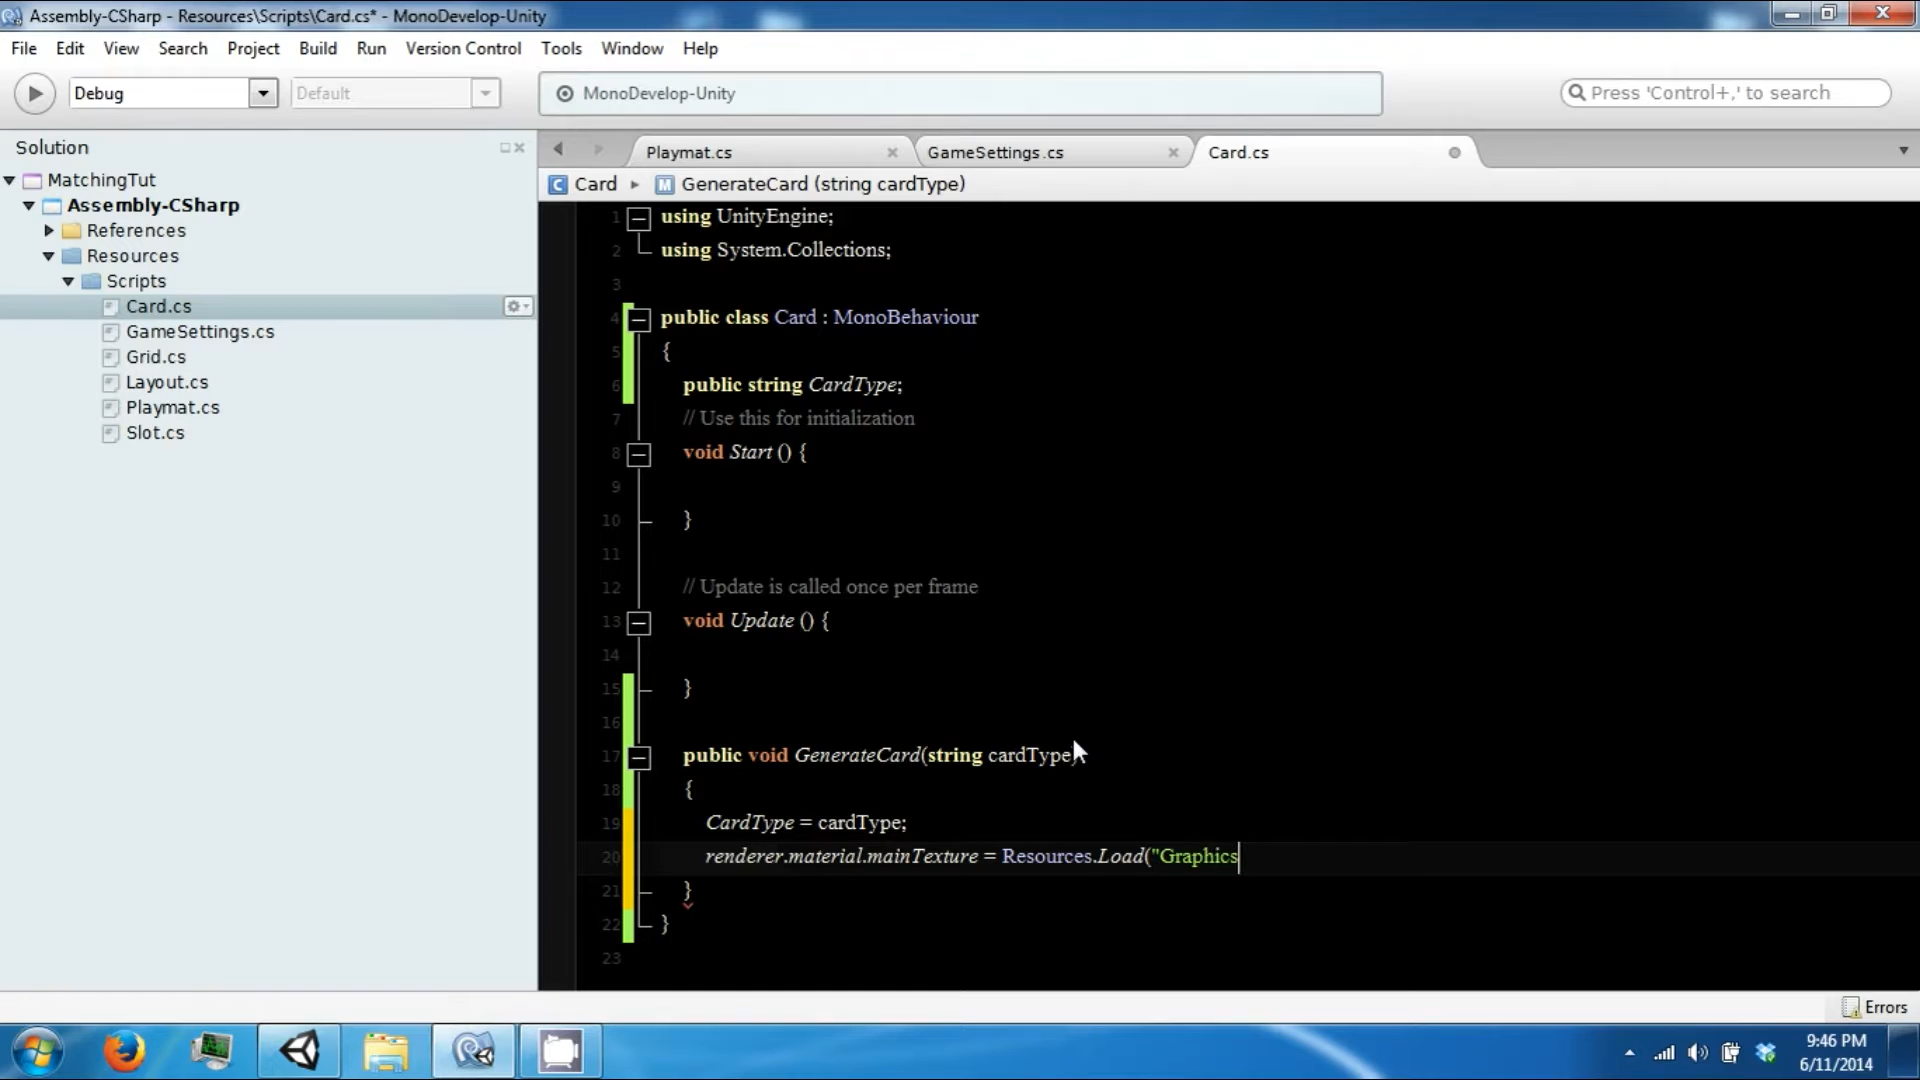 Assembly-CSharp - Resources\Scripts\Card.cs* - MonoDevelop-Unity
File Edit View Search Project Build Run Version Control Tools Window Help
Debug Default MonoDevelop-Unity Press 'Control+,' to search
Solution
MatchingTut
Assembly-CSharp
References
Resources
Scripts
Card.cs
GameSettings.cs
Grid.cs
Layout.cs
Playmat.cs
Slot.cs
Playmat.cs GameSettings.cs Card.cs
C Card M GenerateCard (string cardType)
1 using UnityEngine;
2 using System.Collections;
3
4 public class Card : MonoBehaviour
5 {
6 public string CardType;
7 // Use this for initialization
8 void Start () {
9
10 }
11
12 // Update is called once per frame
13 void Update () {
14
15 }
16
17 public void GenerateCard(string cardType)
18 {
19 CardType = cardType;
20 renderer.material.mainTexture = Resources.Load("Graphics
21 }
22 }
23
Errors
9:46 PM
6/11/2014